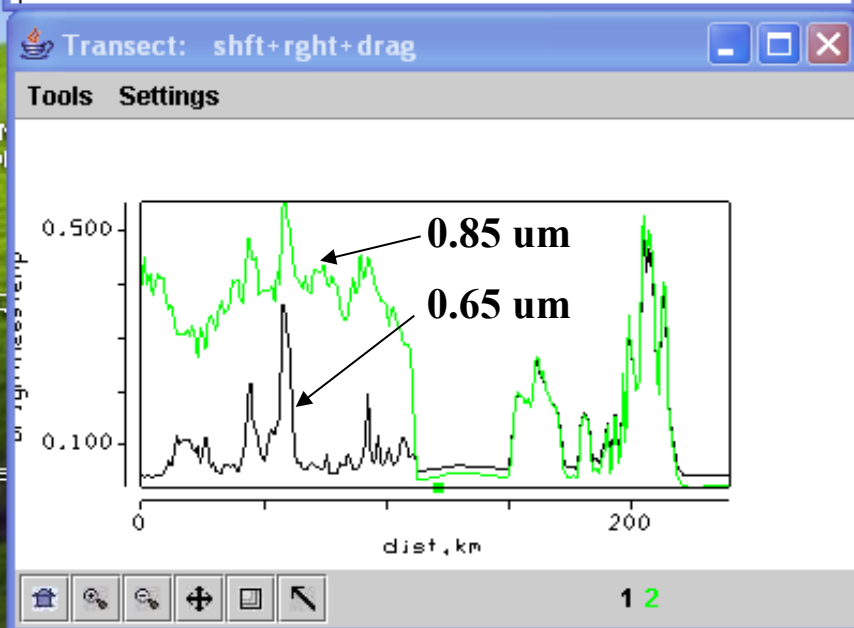 Transect: shft+rght+drag
Tools Settings
0.500
0.85 um
0.65 um
0.100
0 200
dist,km
1 2